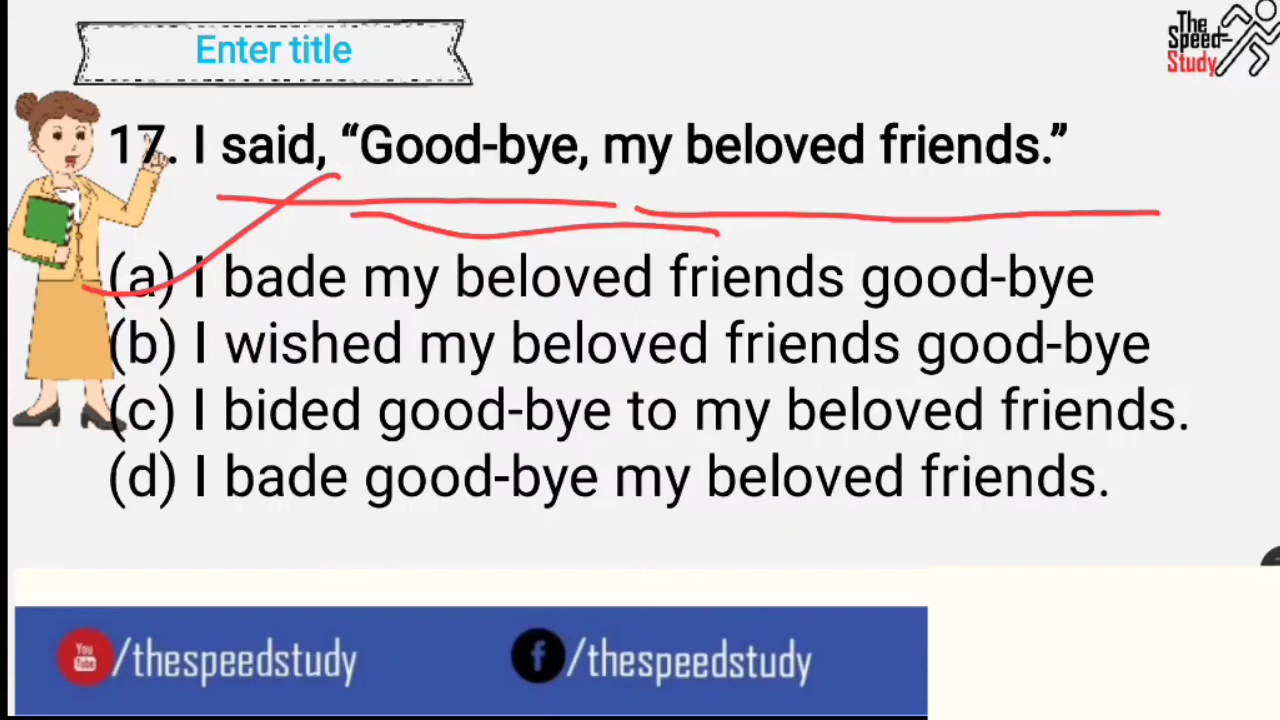 Enter title
The
Speed
Study
17. I said, “Good-bye, my beloved friends.”
(a) I bade my beloved friends good-bye
(b) I wished my beloved friends good-bye
(c) I bided good-bye to my beloved friends.
(d) I bade good-bye my beloved friends.
You
Tube
/thespeedstudy
f /thespeedstudy